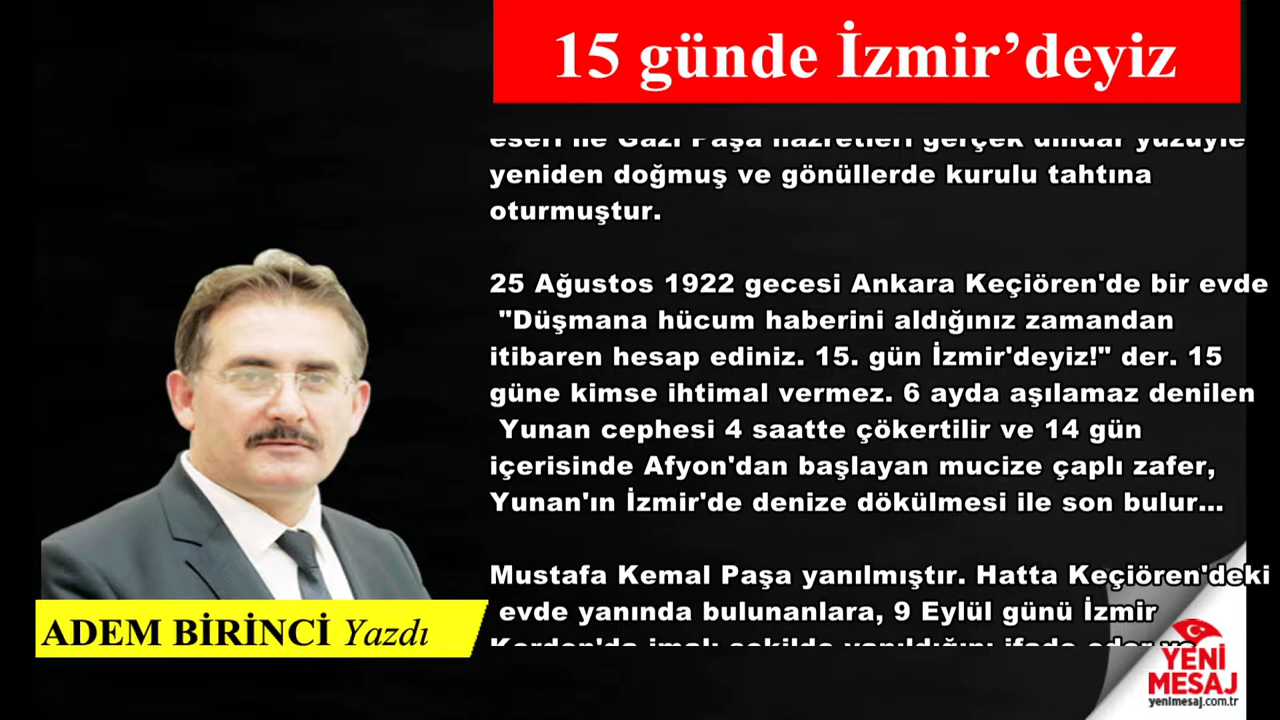 15 günde İzmir’deyiz
yeniden doğmuş ve gönüllerde kurulu tahtına
oturmuştur.
25 Ağustos 1922 gecesi Ankara Keçiören'de bir evde
"Düşmana hücum haberini aldığınız zamandan
itibaren hesap ediniz. 15. gün İzmir'deyiz!" der. 15
güne kimse ihtimal vermez. 6 ayda aşılamaz denilen
Yunan cephesi 4 saatte çökertilir ve 14 gün
içerisinde Afyon'dan başlayan mucize çaplı zafer,
Yunan'ın İzmir'de denize dökülmesi ile son bulur...
Mustafa Kemal Paşa yanılmıştır. Hatta Keçiören'deki
evde yanında bulunanlara, 9 Eylül günü İzmir
ADEM BİRİNCİ Yazdı
YENİ
MESAJ
yenimesaj.com.tr